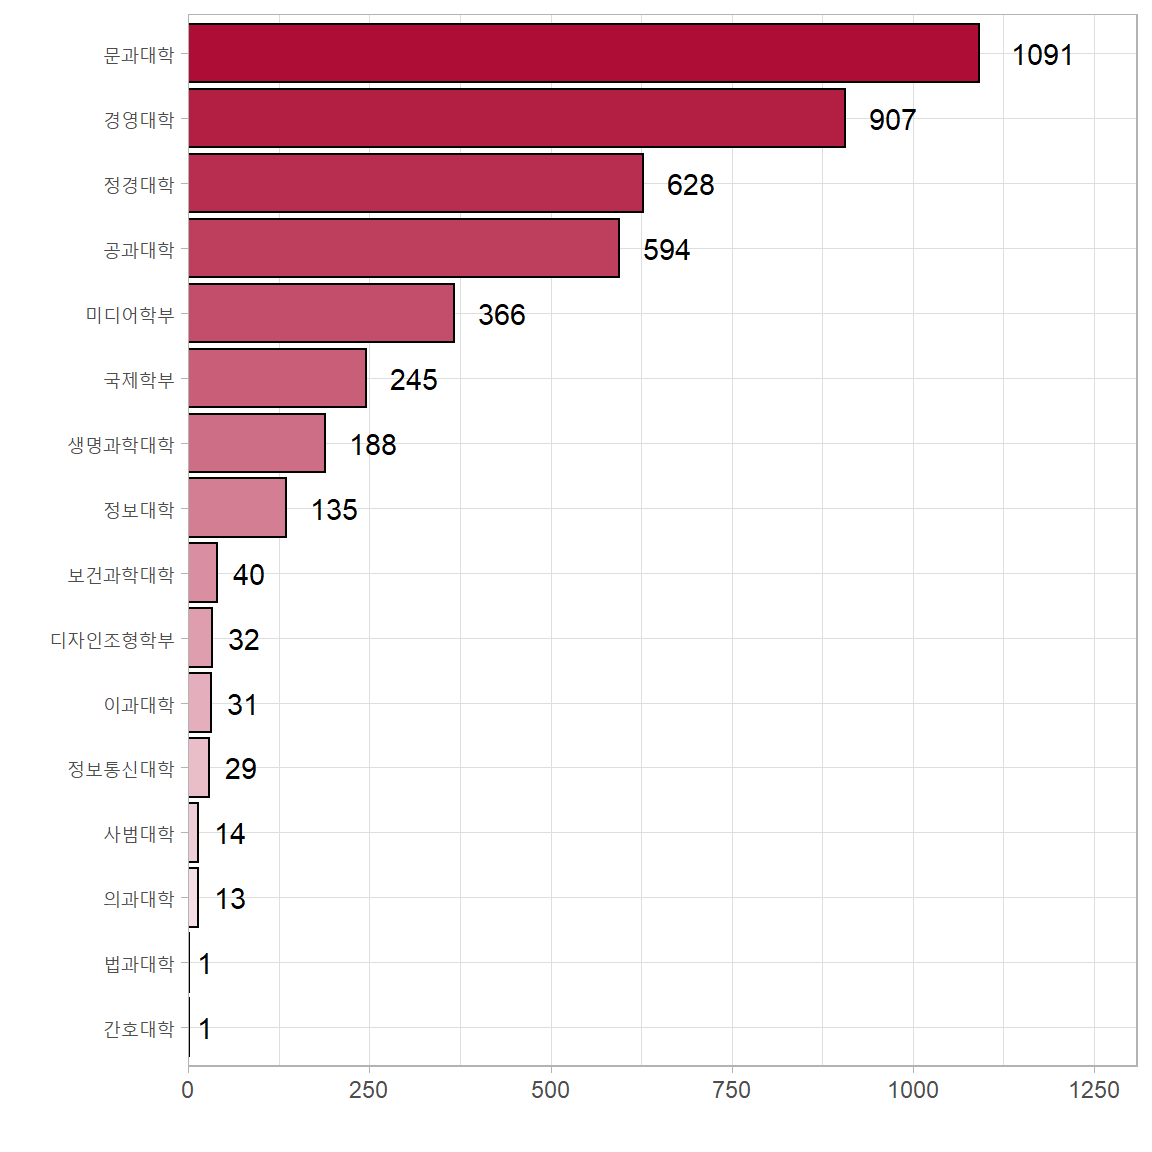 문과대학 1091
경영대학 907
정경대학 628
공과대학 594
미디어학부 366
국제학부 245
생명과학대학 188
정보대학 135
보건과학대학 40
디자인조형학부 32
이과대학 31
정보통신대학 29
사범대학 14
의과대학 13
법과대학 1
간호대학 1
0 250 500 750 1000 1250